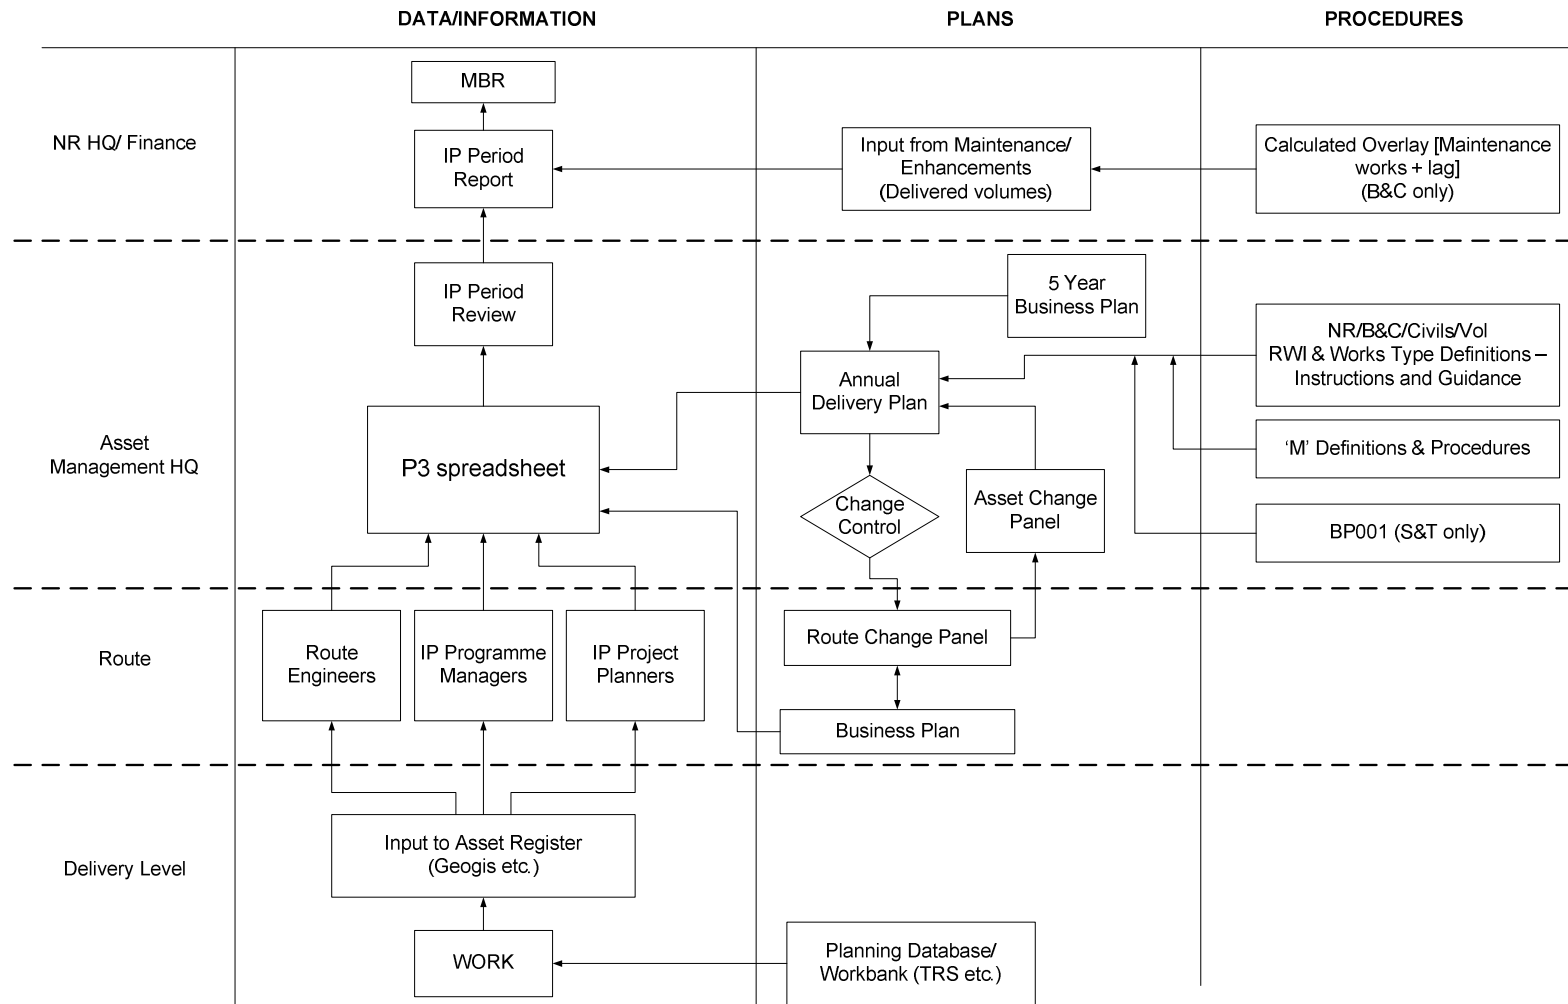 DATA/INFORMATION
PLANS
PROCEDURES
NR HQ/ Finance
MBR
IP Period
Report
Input from Maintenance/
Enhancements
(Delivered volumes)
Calculated Overlay [Maintenance
works + lag]
(B&C only)
Asset
Management HQ
IP Period
Review
P3 spreadsheet
5 Year
Business Plan
Annual
Delivery Plan
Change
Control
Asset Change
Panel
NR/B&C/Civils/Vol
RWI & Works Type Definitions –
Instructions and Guidance
‘M’ Definitions & Procedures
BP001 (S&T only)
Route
Route
Engineers
IP Programme
Managers
IP Project
Planners
Route Change Panel
Business Plan
Delivery Level
Input to Asset Register
(Geogis etc.)
WORK
Planning Database/
Workbank (TRS etc.)